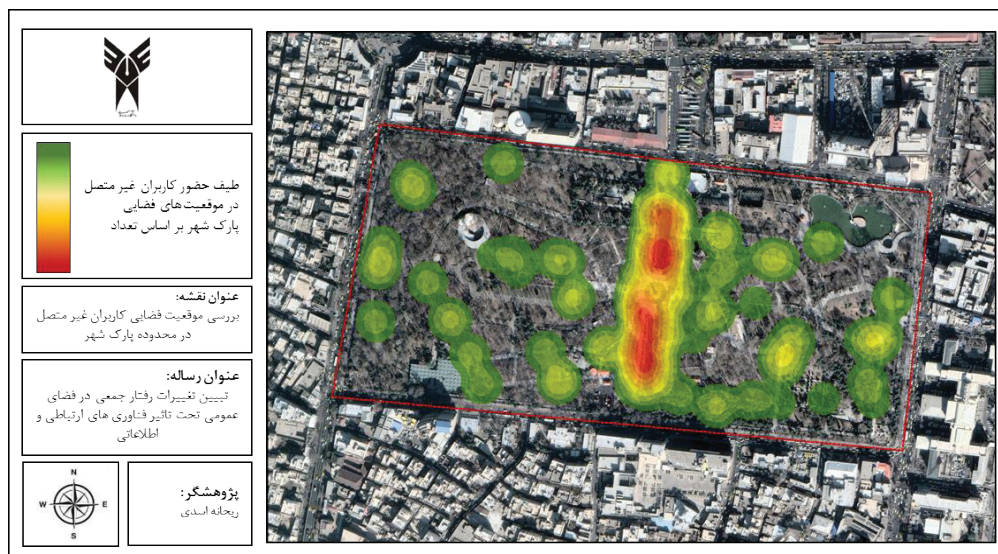 طیف حضور کاربران غیر متصل
در موقعیت‌های فضایی
پارک شهر بر اساس تعداد
عنوان نقشه:
بررسی موقعیت فضایی کاربران غیر متصل
در محدوده پارک شهر
عنوان رساله:
تبیین تغییرات رفتار جمعی در فضای
عمومی تحت تاثیر فناوری های ارتباطی و
اطلاعاتی
N
W E
S
پژوهشگر:
ریحانه اسدی